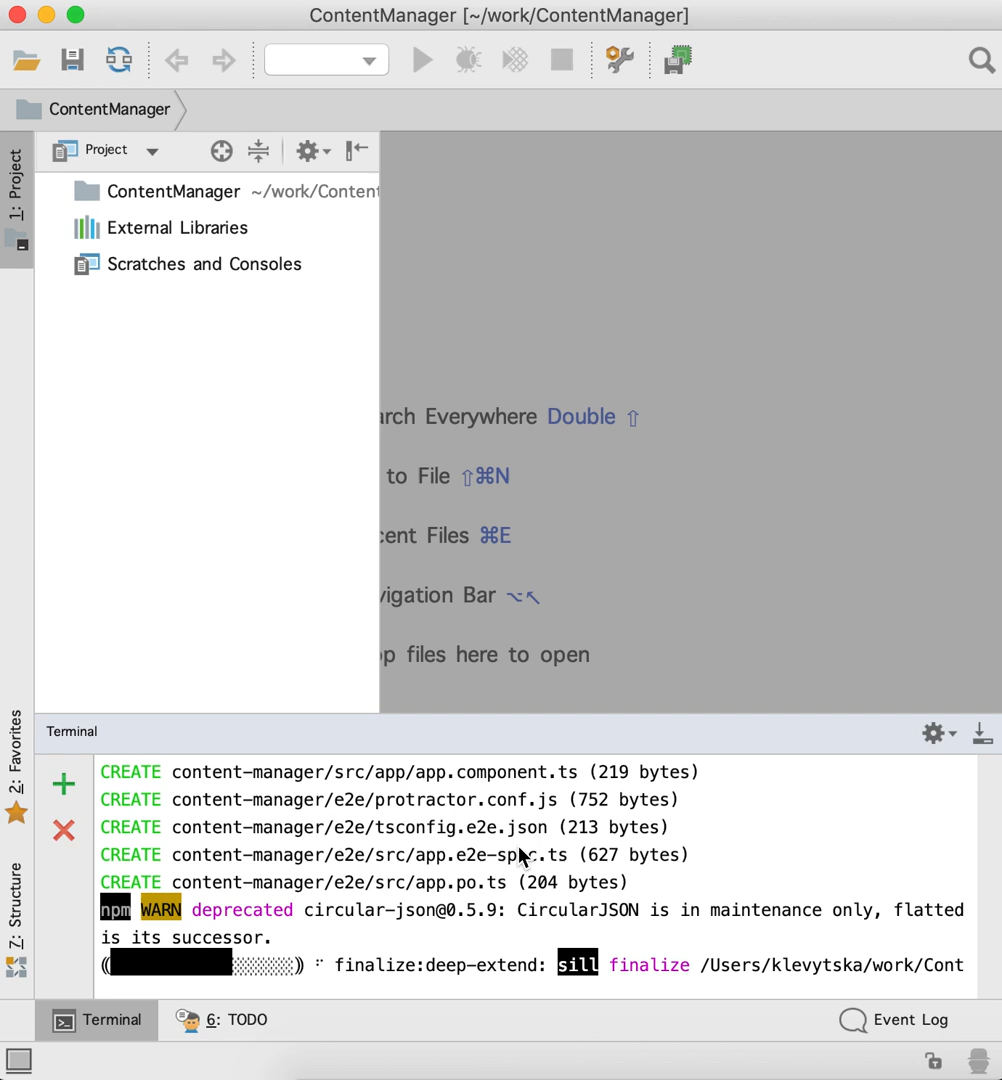 ContentManager [~/work/ContentManager]
ContentManager
1: Project
Project
ContentManager ~/work/Content
External Libraries
Scratches and Consoles
arch Everywhere Double ⇧
to File ⇧⌘N
cent Files ⌘E
vigation Bar ⌥↖
op files here to open
2: Favorites
7: Structure
Terminal
CREATE content-manager/src/app/app.component.ts (219 bytes)
CREATE content-manager/e2e/protractor.conf.js (752 bytes)
CREATE content-manager/e2e/tsconfig.e2e.json (213 bytes)
CREATE content-manager/e2e/src/app.e2e-spec.ts (627 bytes)
CREATE content-manager/e2e/src/app.po.ts (204 bytes)
npm WARN deprecated circular-json@0.5.9: CircularJSON is in maintenance only, flatted
is its successor.
(██████████░░░░░░) ⠋ finalize:deep-extend: sill finalize /Users/klevytska/work/Cont
Terminal
6: TODO
Event Log